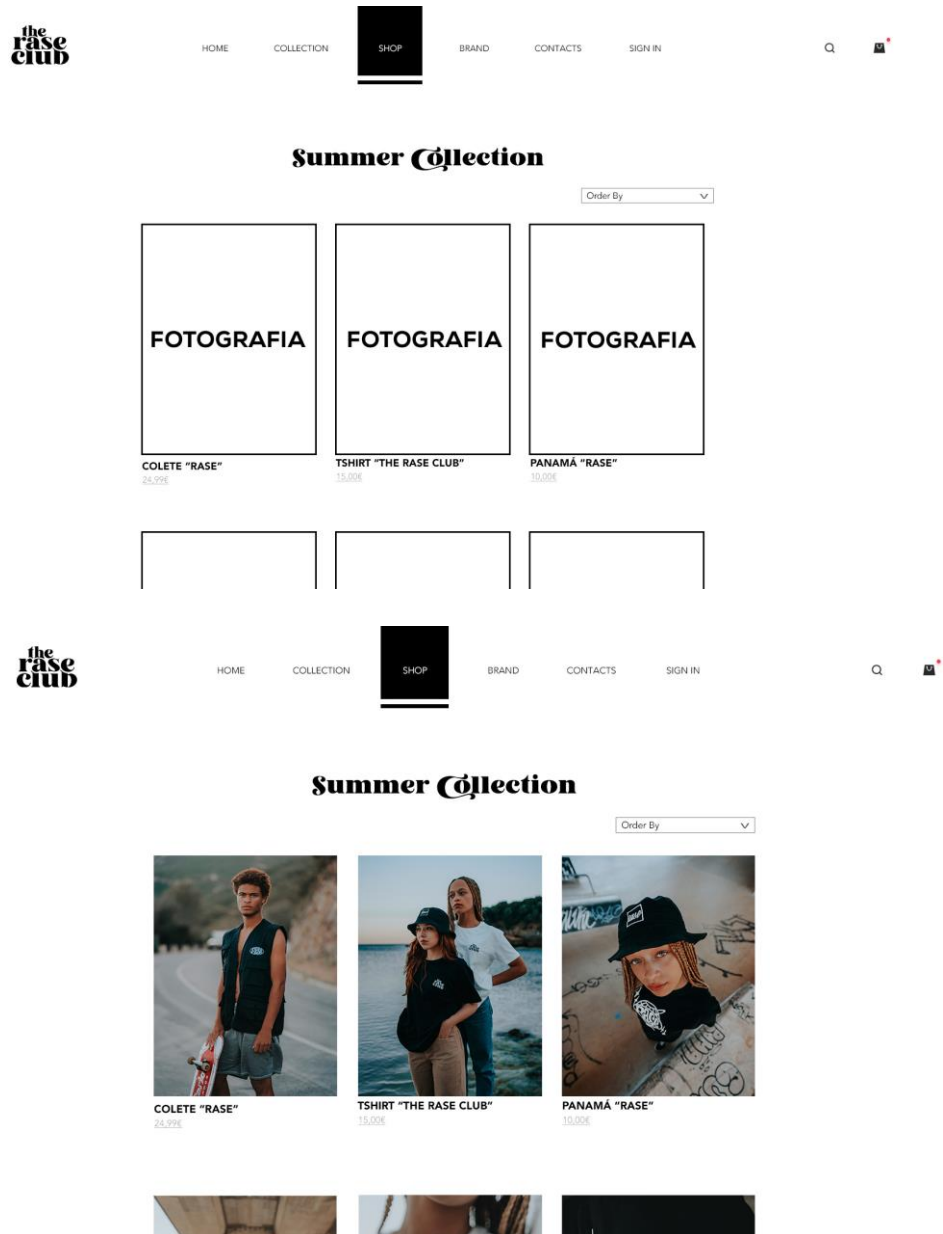 the
rase
club
HOME COLLECTION SHOP BRAND CONTACTS SIGN IN
Summer Collection
Order By
FOTOGRAFIA FOTOGRAFIA FOTOGRAFIA
COLETE "RASE" TSHIRT "THE RASE CLUB" PANAMÁ "RASE"
24,99€ 15,00€ 10,00€
the
rase
club
HOME COLLECTION SHOP BRAND CONTACTS SIGN IN
Summer Collection
Order By
COLETE "RASE" TSHIRT "THE RASE CLUB" PANAMÁ "RASE"
24,99€ 15,00€ 10,00€